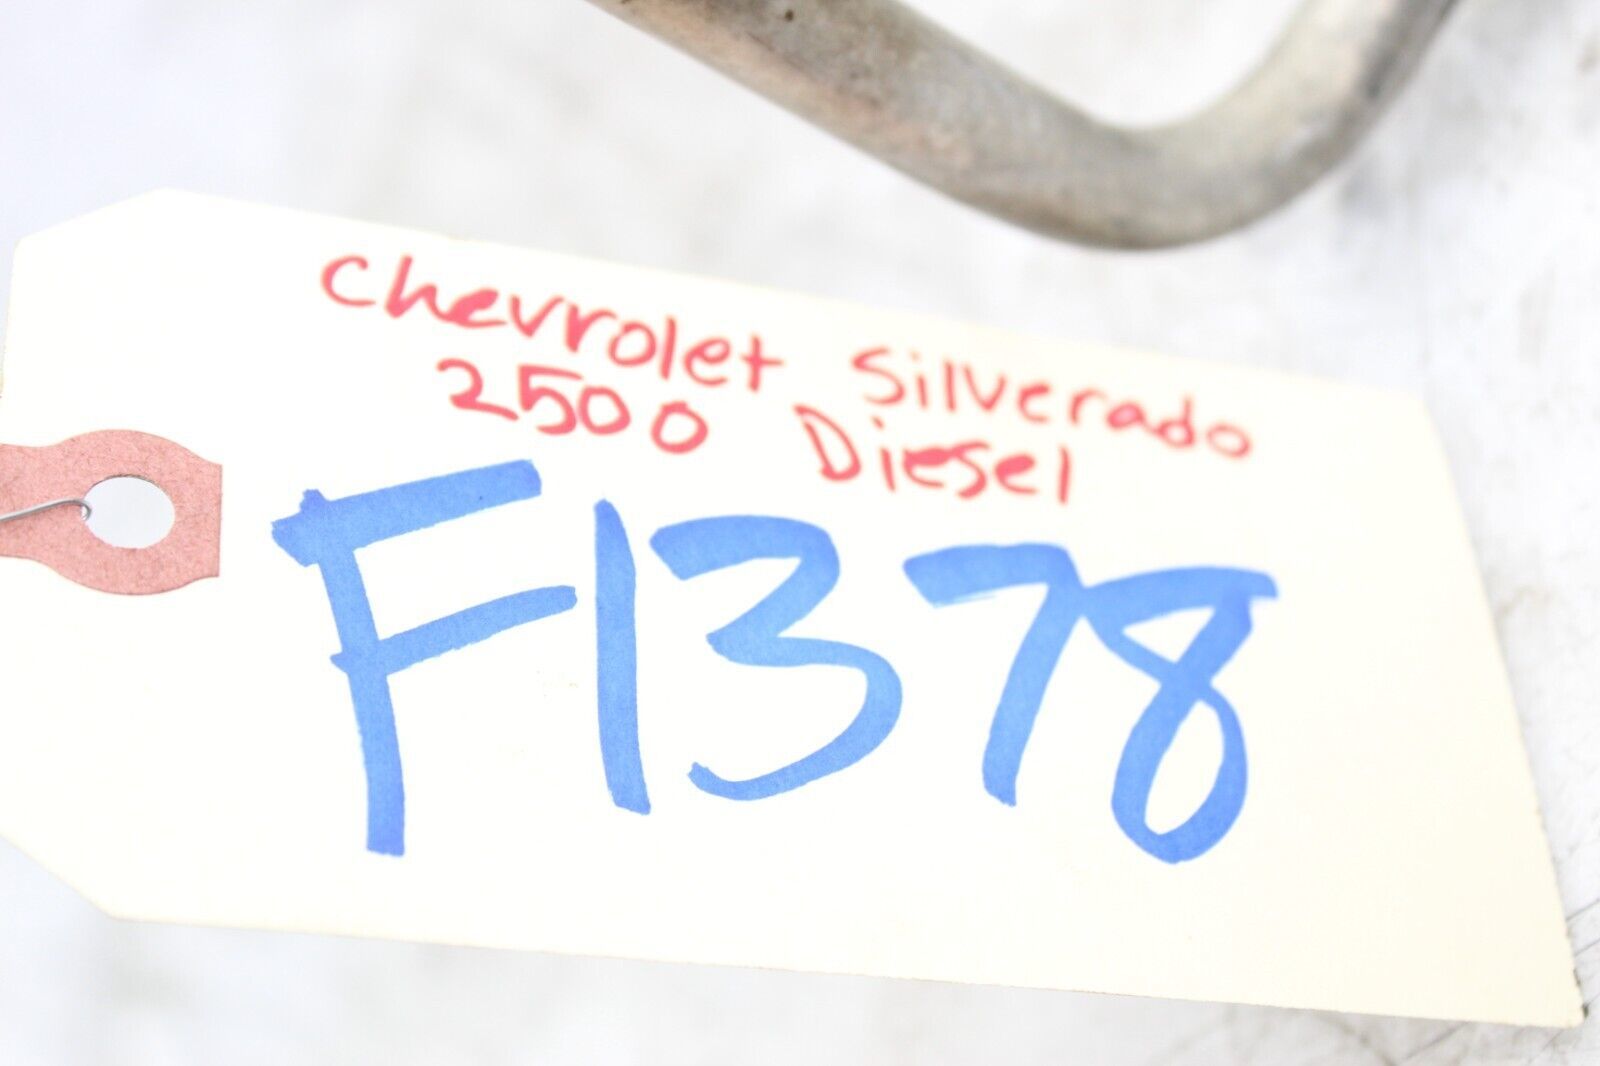 Chevrolet Silverado
2500 Diesel
F1378